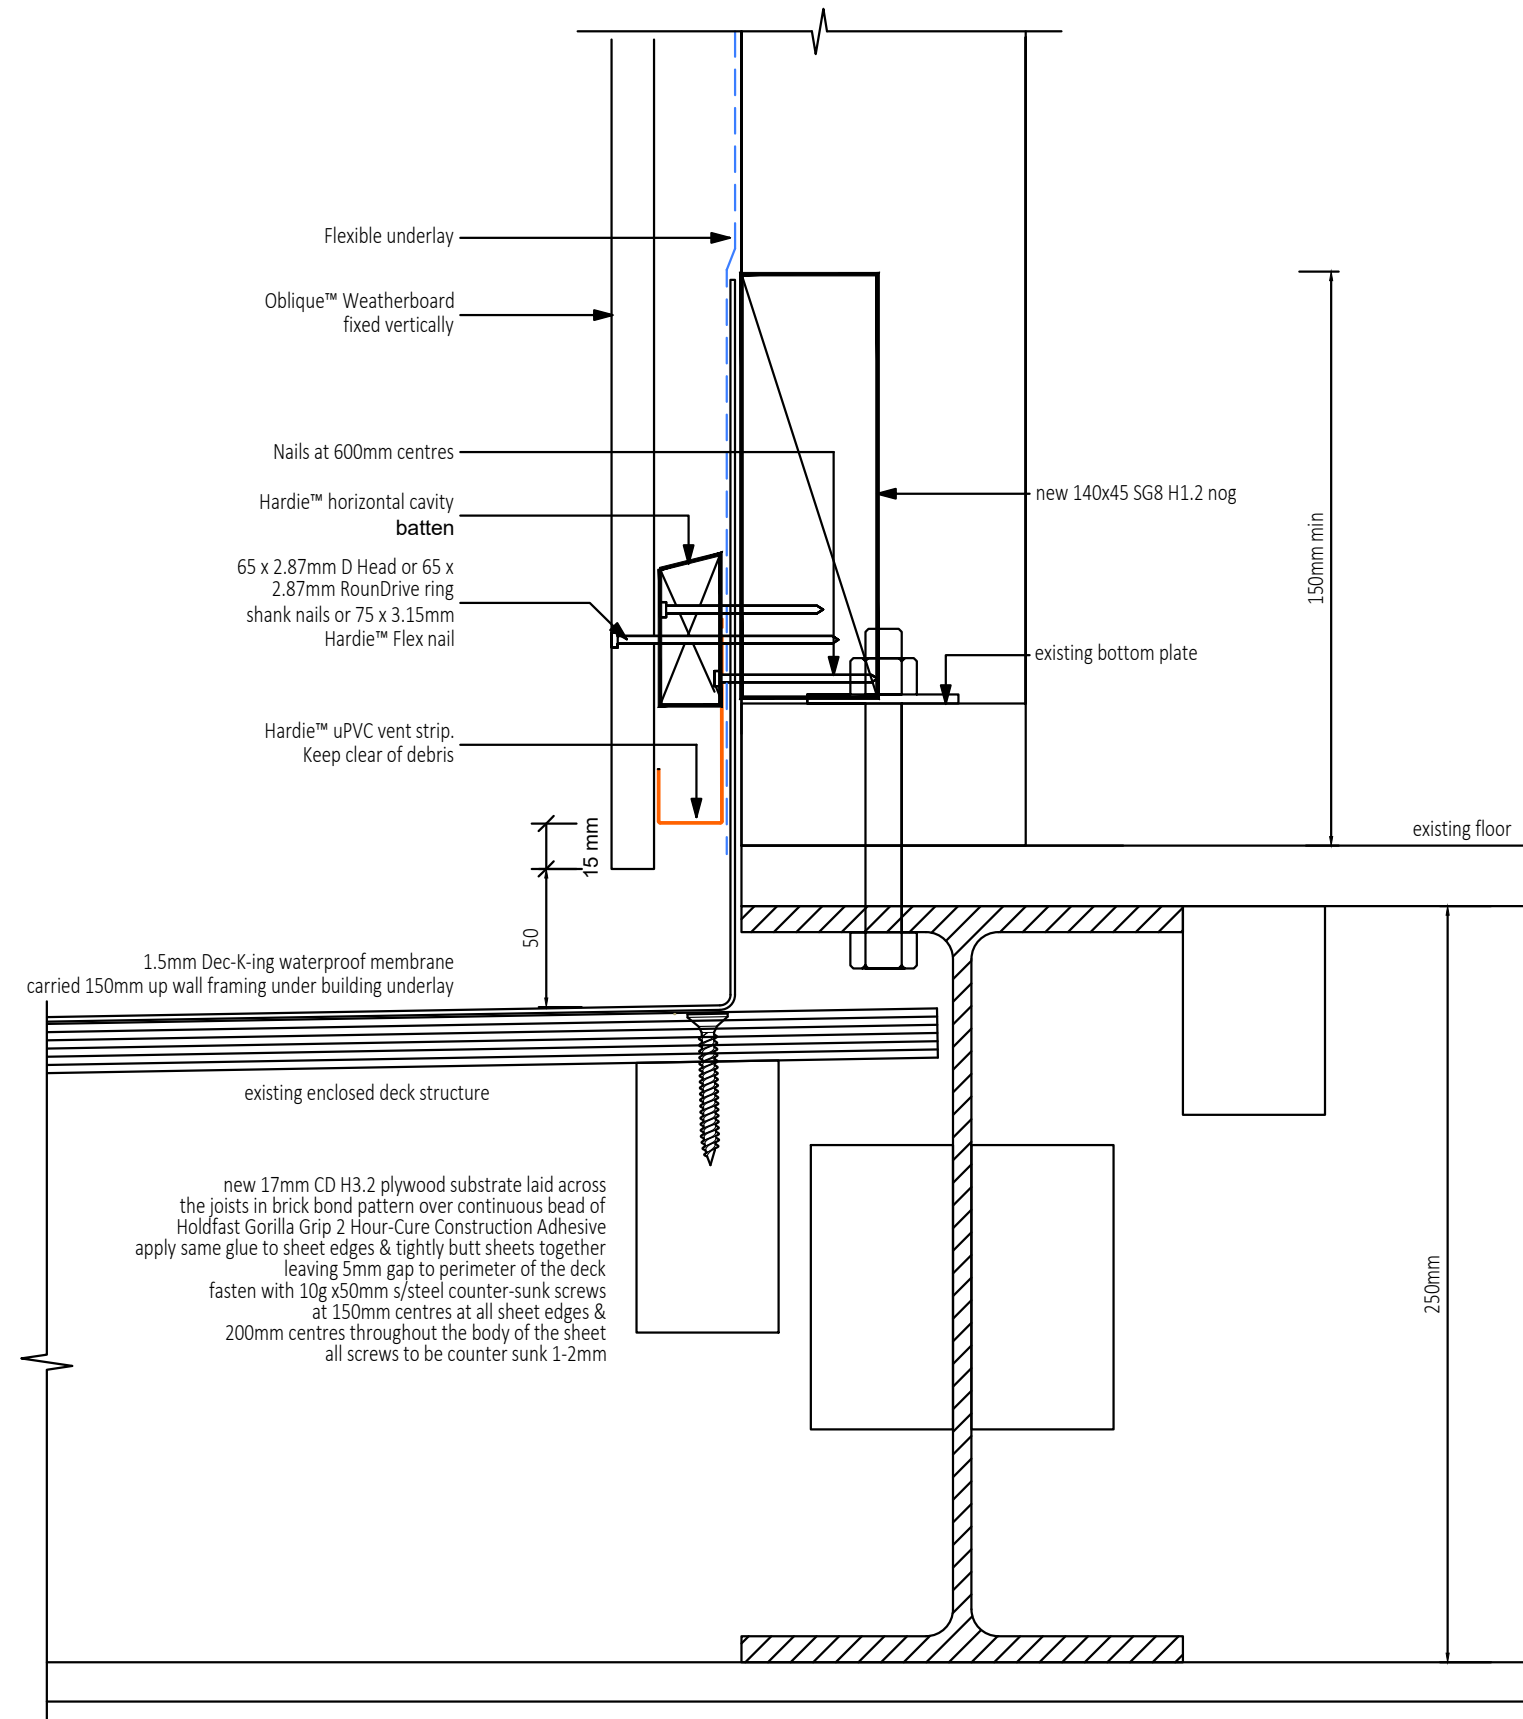 Flexible underlay
Oblique™ Weatherboard
fixed vertically
Nails at 600mm centres
Hardie™ horizontal cavity
batten
65 x 2.87mm D Head or 65 x
2.87mm RounDrive ring
shank nails or 75 x 3.15mm
Hardie™ Flex nail
new 140x45 SG8 H1.2 nog
150mm min
existing bottom plate
Hardie™ uPVC vent strip.
Keep clear of debris
15 mm
existing floor
50
1.5mm Dec-K-ing waterproof membrane
carried 150mm up wall framing under building underlay
existing enclosed deck structure
new 17mm CD H3.2 plywood substrate laid across
the joists in brick bond pattern over continuous bead of
Holdfast Gorilla Grip 2 Hour-Cure Construction Adhesive
apply same glue to sheet edges & tightly butt sheets together
leaving 5mm gap to perimeter of the deck
fasten with 10g x50mm s/steel counter-sunk screws
at 150mm centres at all sheet edges &
200mm centres throughout the body of the sheet
all screws to be counter sunk 1-2mm
250mm